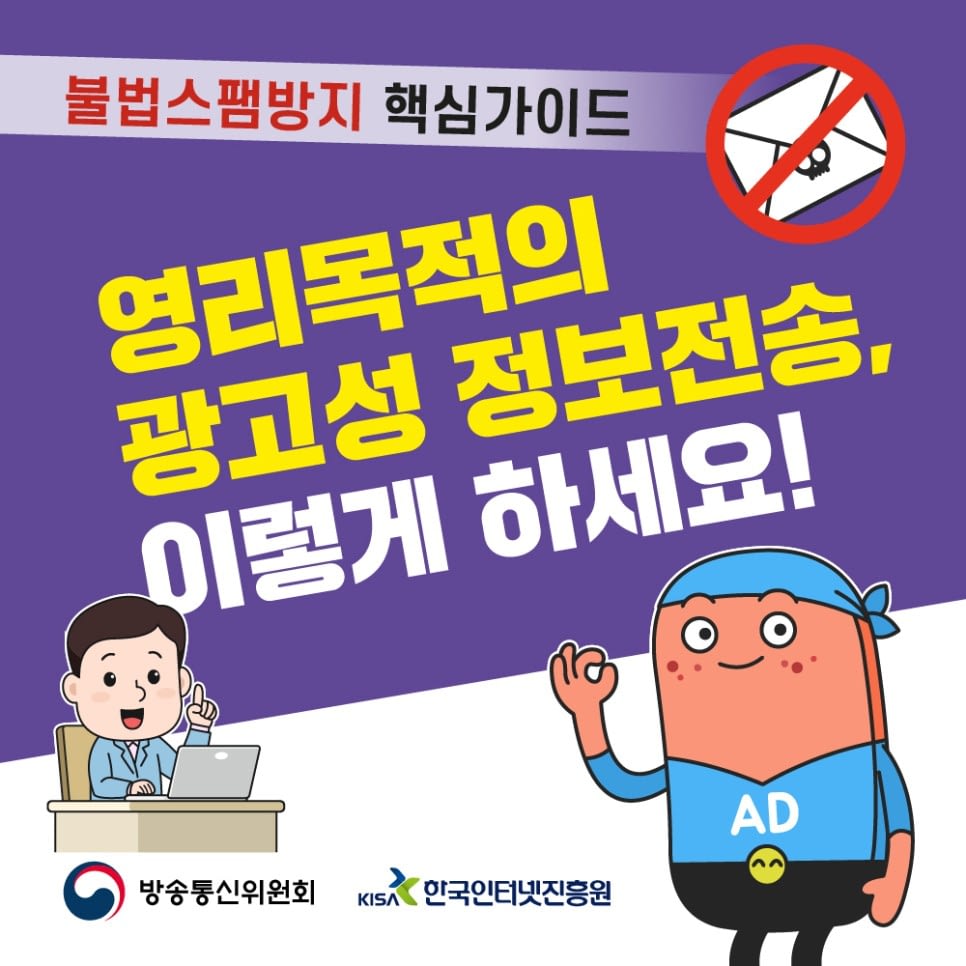 불법스팸방지 핵심가이드
영리목적의
광고성 정보전송,
이렇게 하세요!
AD
방송통신위원회
KISA 한국인터넷진흥원